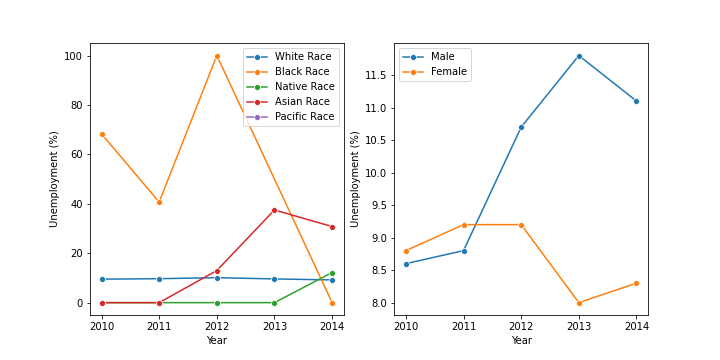 100
80
60
40
20
0
Unemployment (%)
2010 2011 2012 2013 2014
Year
White Race
Black Race
Native Race
Asian Race
Pacific Race
11.5
11.0
10.5
10.0
9.5
9.0
8.5
8.0
Unemployment (%)
2010 2011 2012 2013 2014
Year
Male
Female